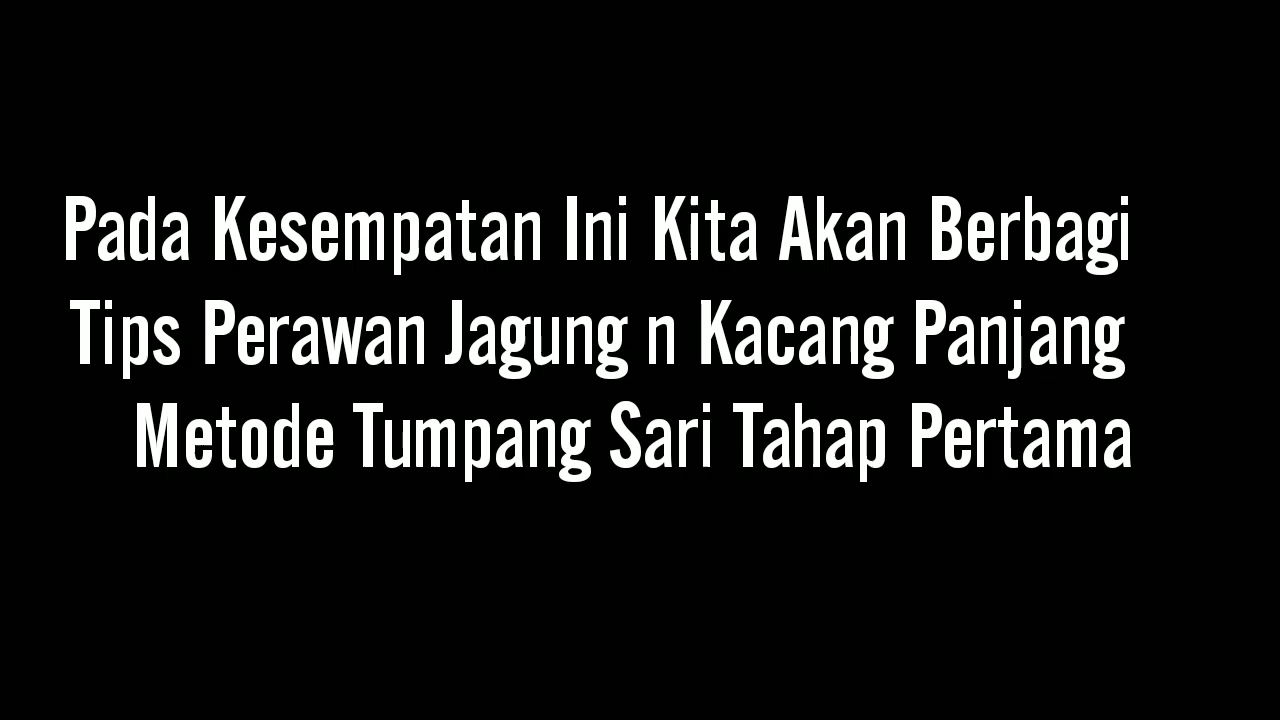 Pada Kesempatan Ini Kita Akan Berbagi
Tips Perawan Jagung n Kacang Panjang
Metode Tumpang Sari Tahap Pertama